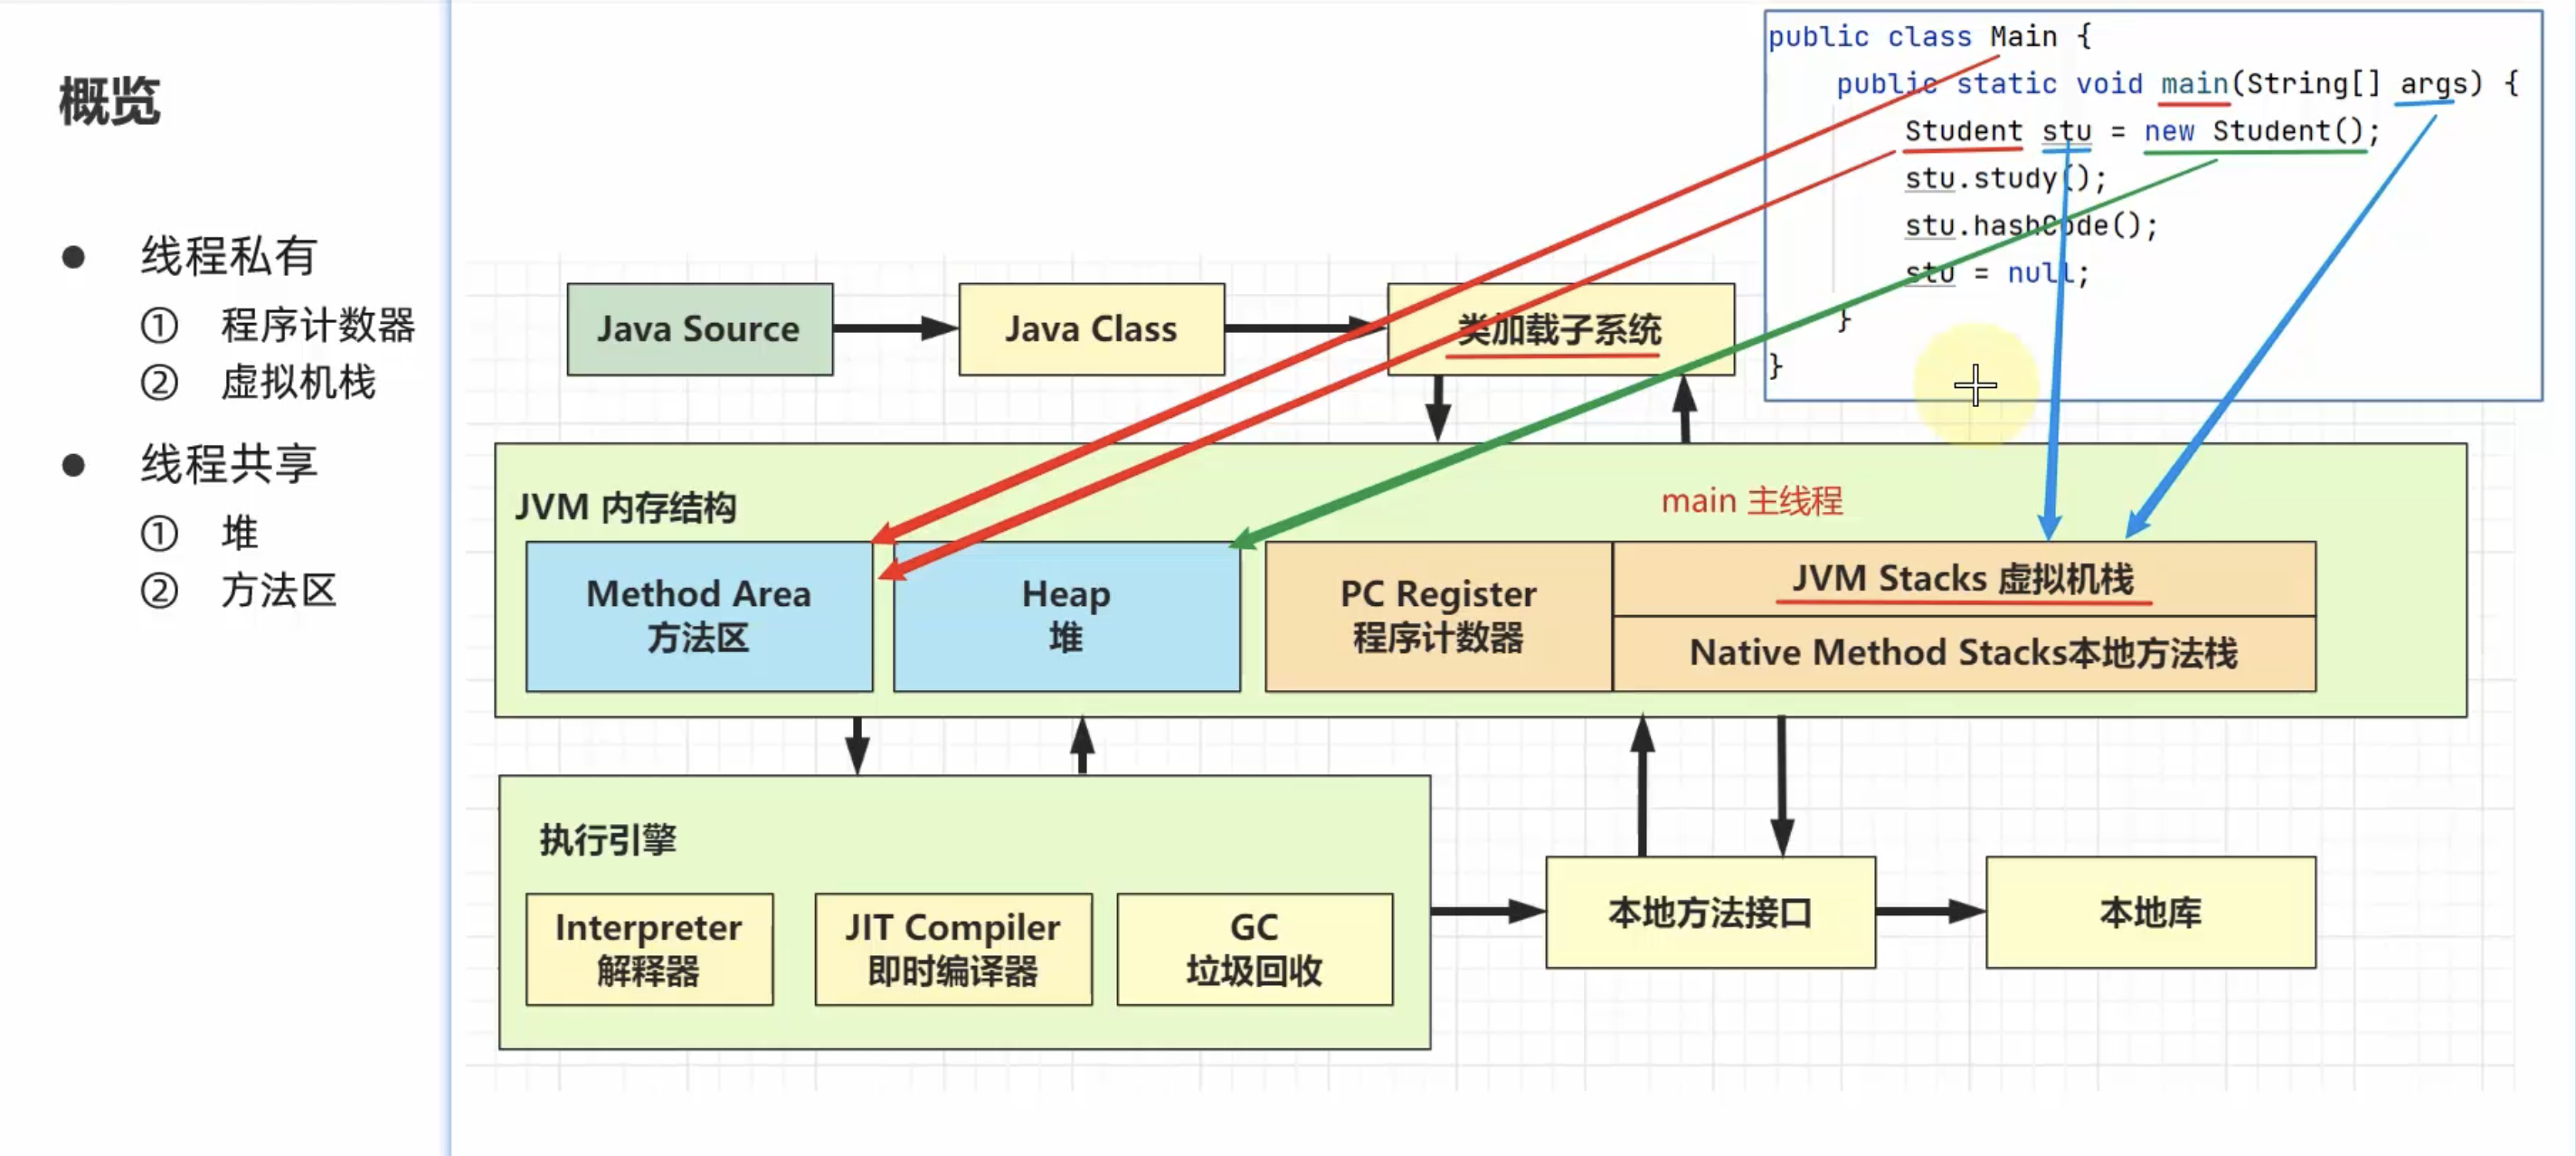 概览
● 线程私有
① 程序计数器
② 虚拟机栈
● 线程共享
① 堆
② 方法区
public class Main {
public static void main(String[] args) {
Student stu = new Student();
stu.study();
stu.hashCode();
stu = null;
}
}
Java Source
Java Class
类加载子系统
JVM 内存结构
main 主线程
Method Area
方法区
Heap
堆
PC Register
程序计数器
JVM Stacks 虚拟机栈
Native Method Stacks本地方法栈
执行引擎
Interpreter
解释器
JIT Compiler
即时编译器
GC
垃圾回收
本地方法接口
本地库